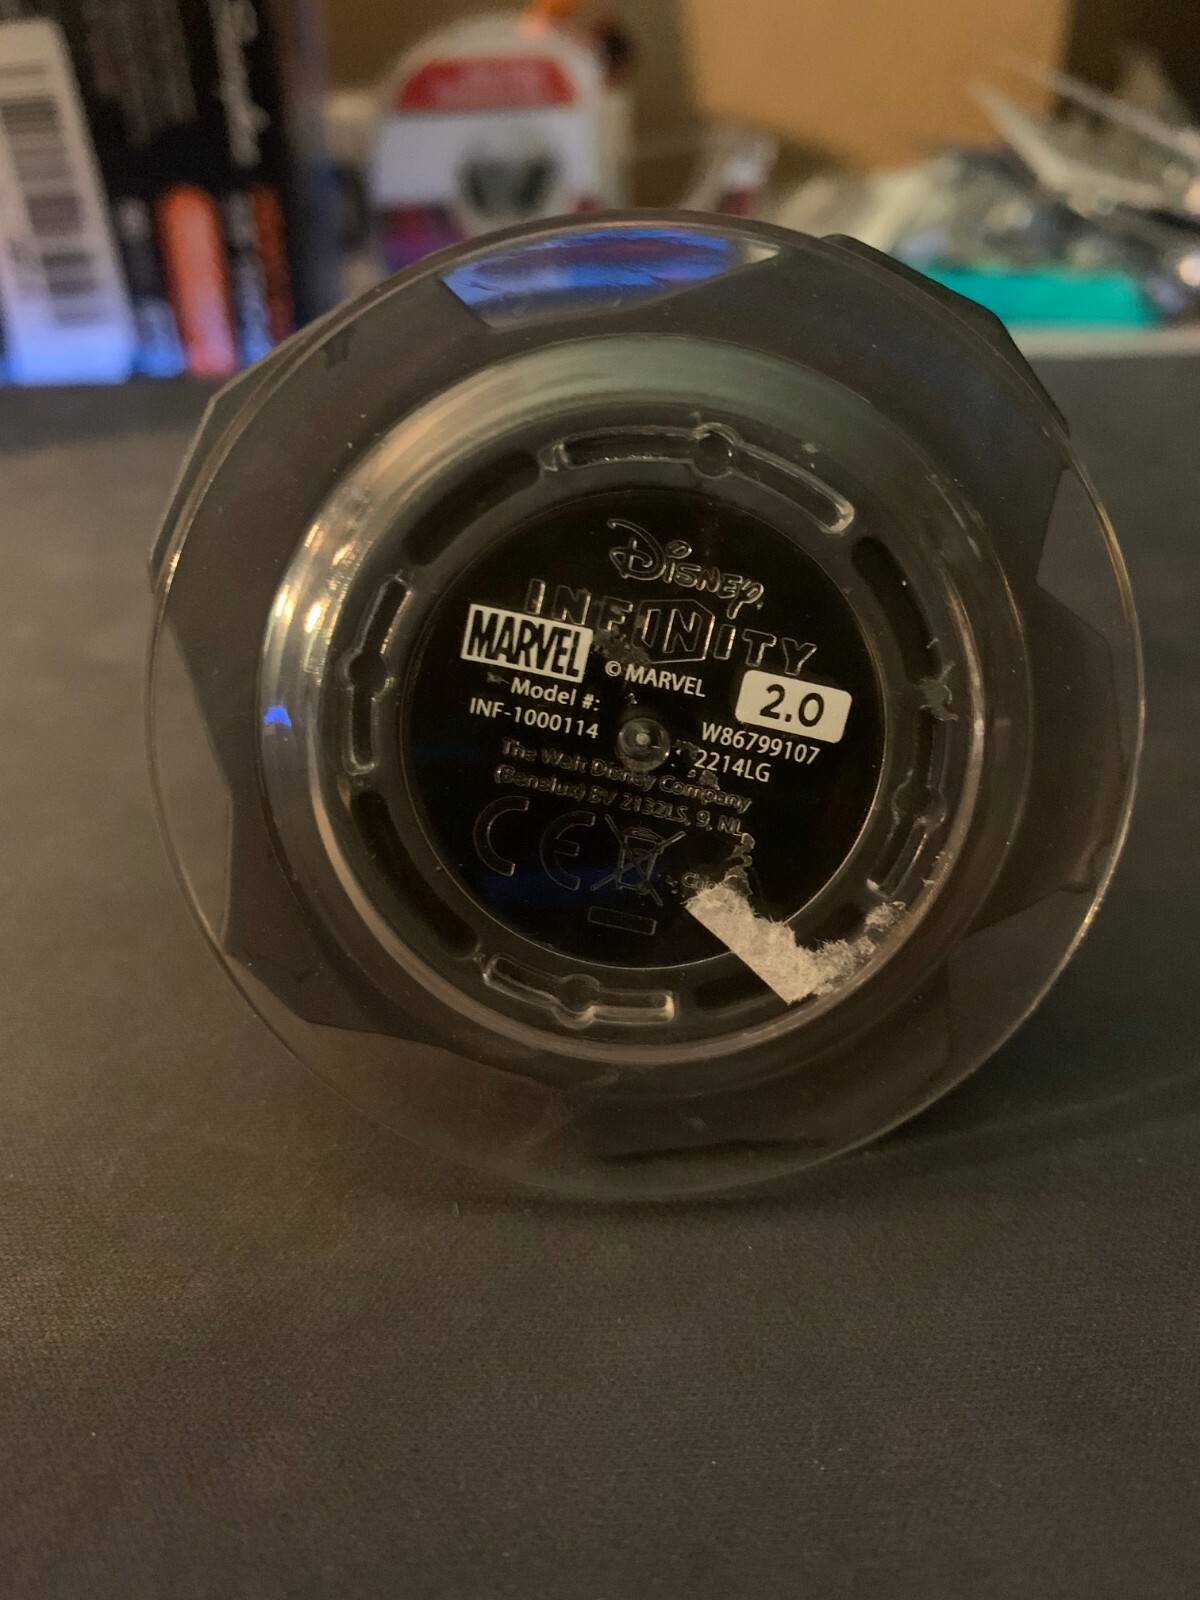 Disney
INFINITY
MARVEL
© MARVEL
2.0
Model #:
INF-1000114
W86799107
2214LG
The Walt Disney Company
(Benelux) BV 2132LS, 9, NL
CE